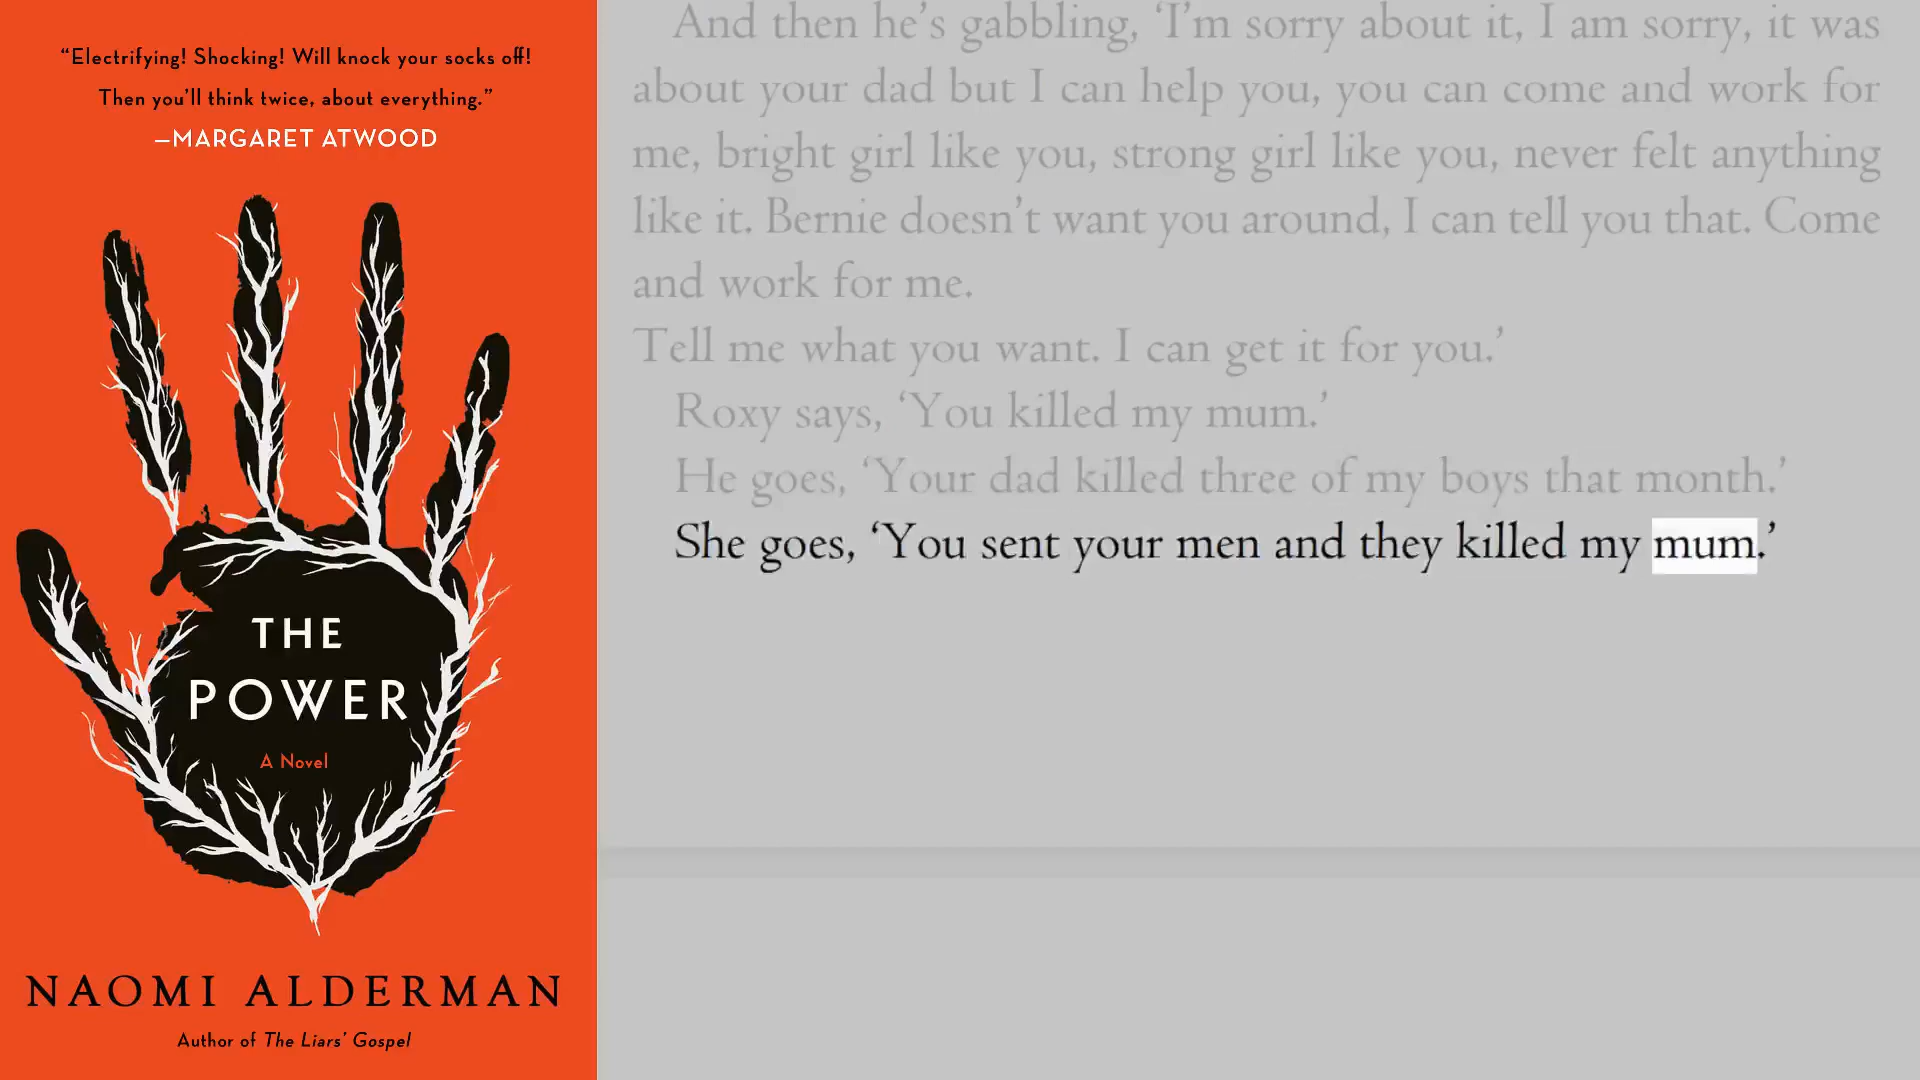 “Electrifying! Shocking! Will knock your socks off!
Then you’ll think twice, about everything.”
—MARGARET ATWOOD
THE
POWER
A Novel
NAOMI ALDERMAN
Author of The Liars’ Gospel
And then he’s gabbling, ‘I’m sorry about it, I am sorry, it was
about your dad but I can help you, you can come and work for
me, bright girl like you, strong girl like you, never felt anything
like it. Bernie doesn’t want you around, I can tell you that. Come
and work for me.
Tell me what you want. I can get it for you.’
Roxy says, ‘You killed my mum.’
He goes, ‘Your dad killed three of my boys that month.’
She goes, ‘You sent your men and they killed my mum.’